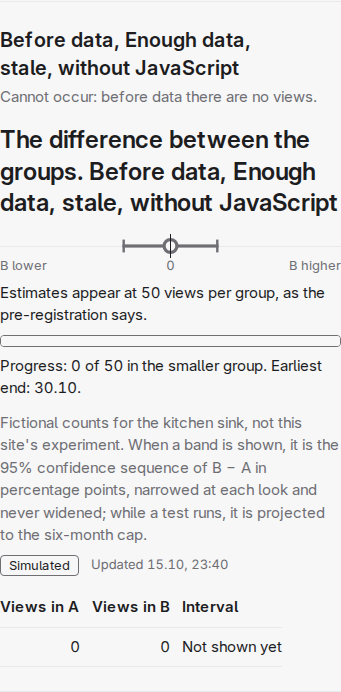 Before data, Enough data,
stale, without JavaScript
Cannot occur: before data there are no views.
The difference between the
groups. Before data, Enough
data, stale, without JavaScript
B lower 0 B higher
Estimates appear at 50 views per group, as the
pre-registration says.
Progress: 0 of 50 in the smaller group. Earliest
end: 30.10.
Fictional counts for the kitchen sink, not this
site's experiment. When a band is shown, it is the
95% confidence sequence of B − A in
percentage points, narrowed at each look and
never widened; while a test runs, it is projected
to the six-month cap.
Simulated Updated 15.10, 23:40
Views in A Views in B Interval
0 0 Not shown yet